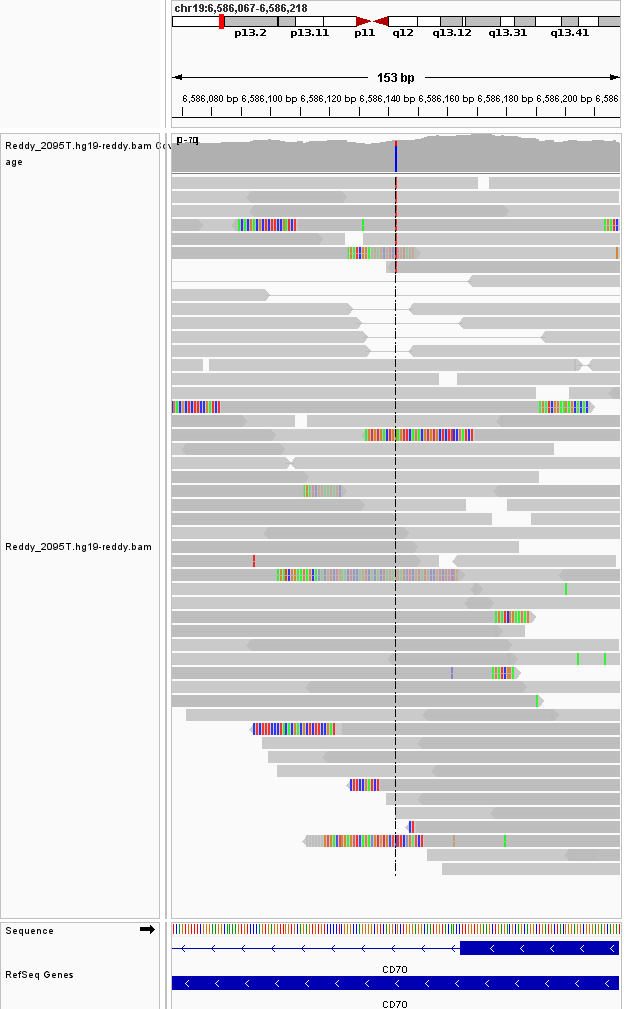 chr19:6,586,067-6,586,218
p13.2 p13.11 p11 q12 q13.12 q13.31 q13.41
153 bp
6,586,080 bp 6,586,100 bp 6,586,120 bp 6,586,140 bp 6,586,160 bp 6,586,180 bp 6,586,200 bp 6,586
Reddy_2095T.hg19-reddy.bam Cov
age
Reddy_2095T.hg19-reddy.bam
Sequence
CD70
RefSeq Genes
CD70